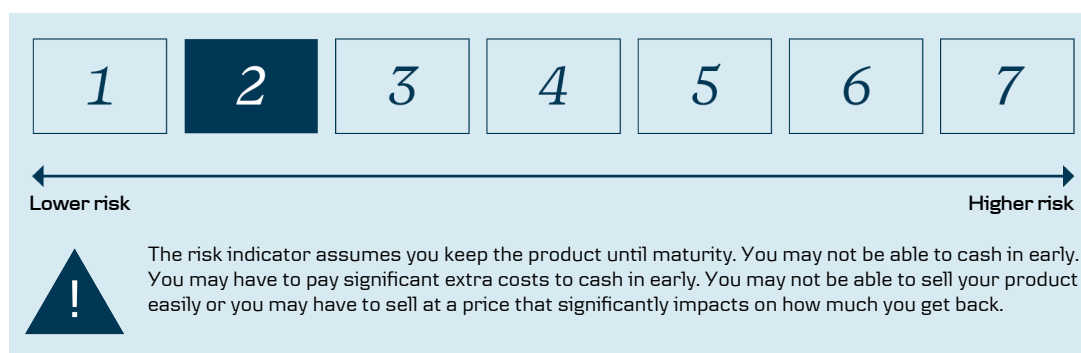 1 2 3 4 5 6 7
Lower risk Higher risk
!
The risk indicator assumes you keep the product until maturity. You may not be able to cash in early.
You may have to pay significant extra costs to cash in early. You may not be able to sell your product
easily or you may have to sell at a price that significantly impacts on how much you get back.